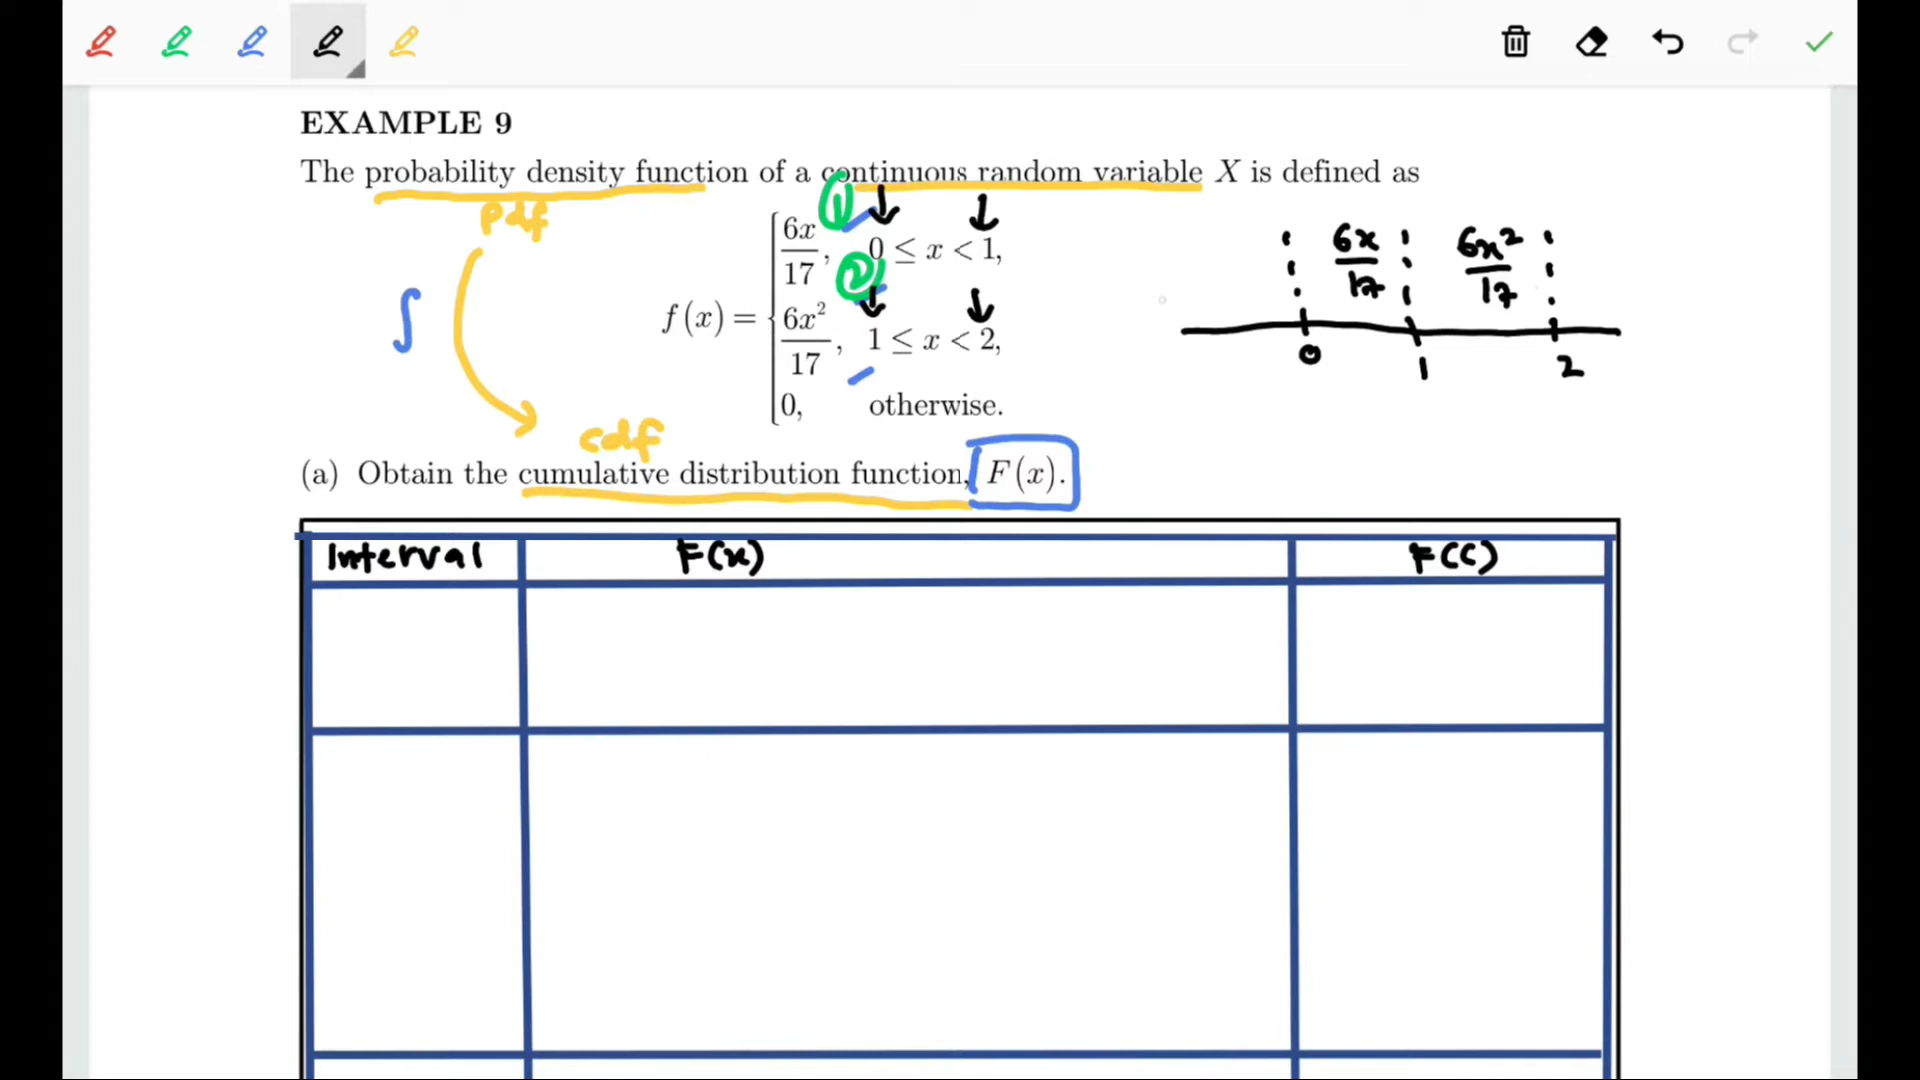 EXAMPLE 9
The probability density function of a continuous random variable X is defined as
pdf
f(x) = { 6x/17, 0 ≤ x < 1,
6x²/17, 1 ≤ x < 2,
0, otherwise.
1
2
∫
6x/17 6x²/17
0 1 2
cdf
(a) Obtain the cumulative distribution function, F(x).
Interval F(x) F(c)